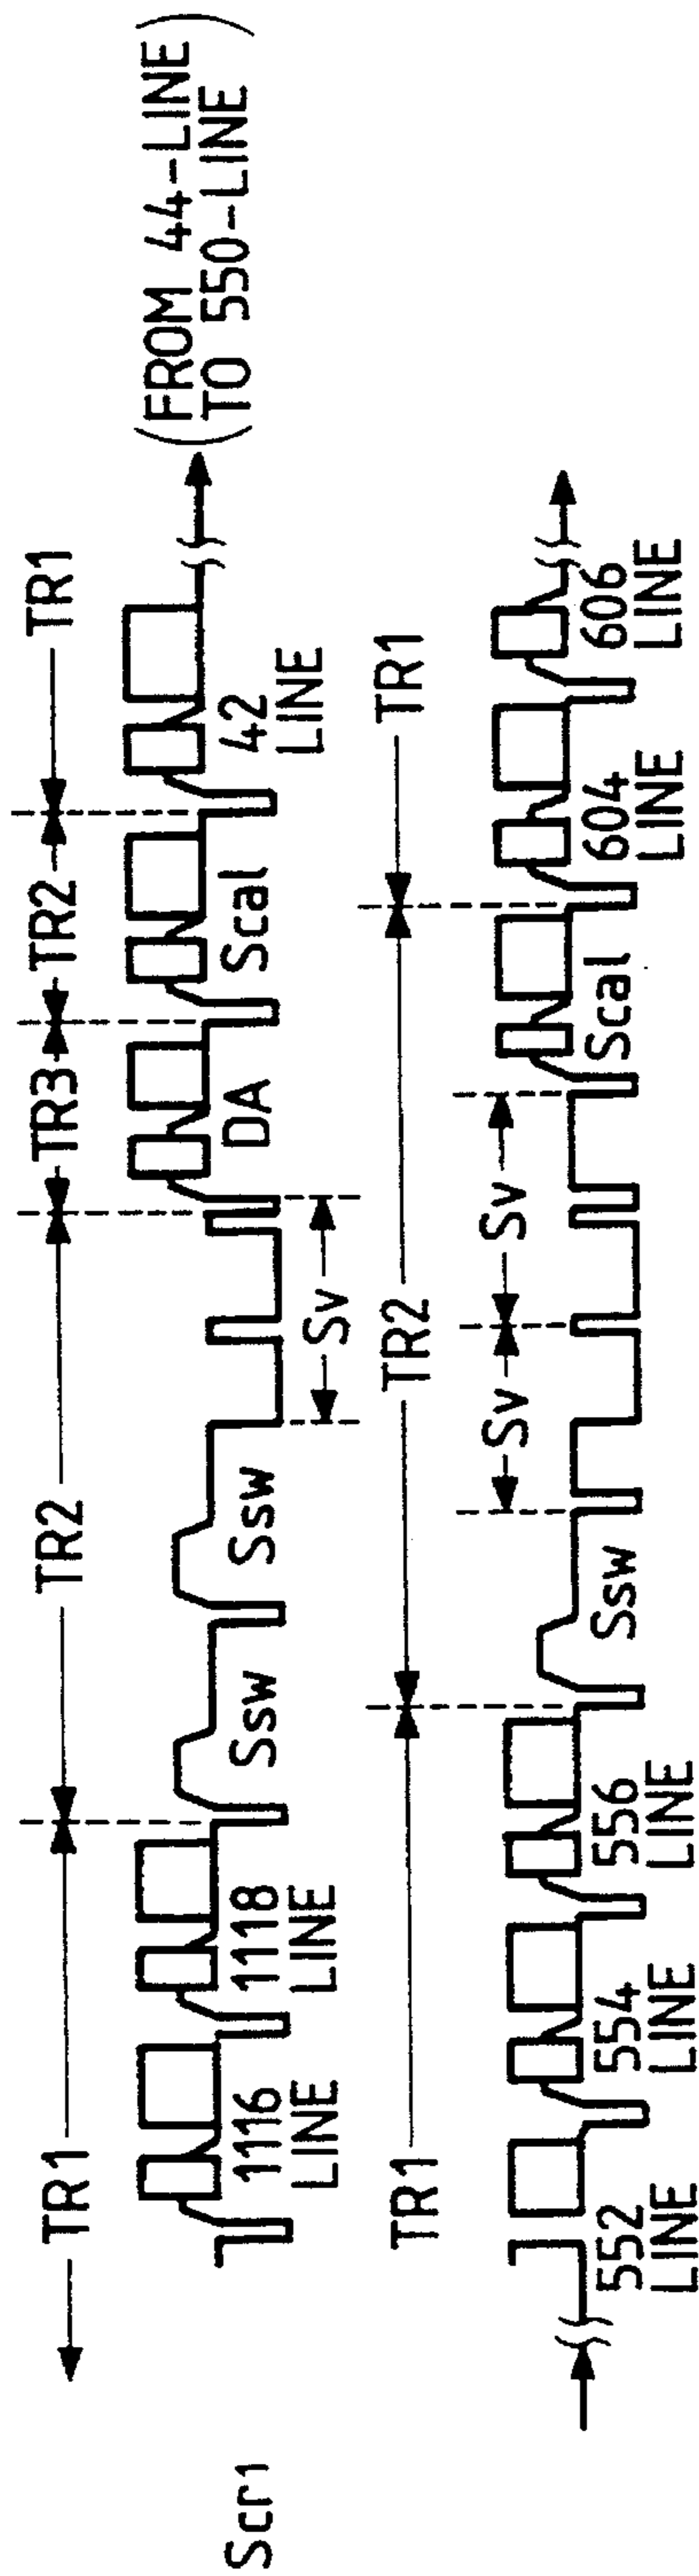 Scr1
TR1
TR2
TR3
TR2
TR1
1116
LINE
1118
LINE
Ssw
Ssw
Sv
DA
Scal
42
LINE
(FROM 44-LINE
TO 550-LINE)
TR1
TR2
TR1
552
LINE
554
LINE
556
LINE
Ssw
Sv
Sv
Scal
604
LINE
606
LINE